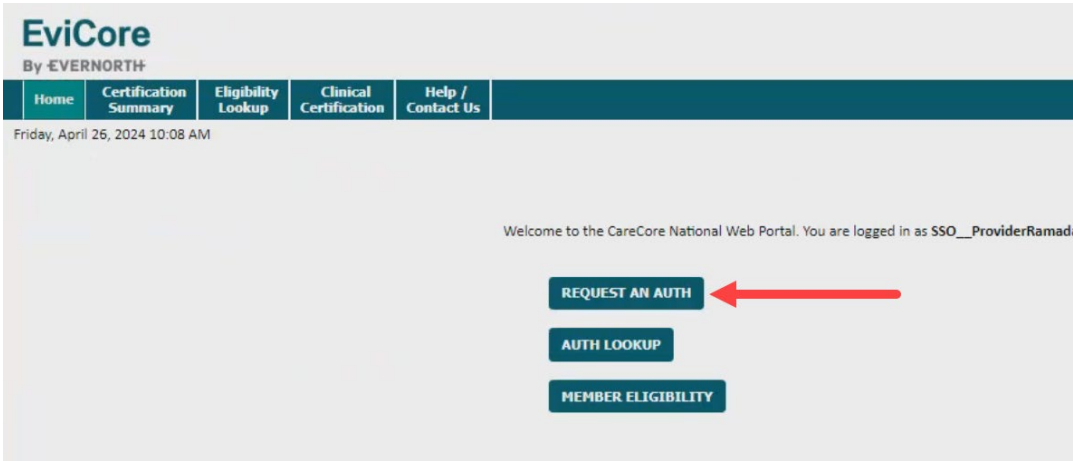 EviCore
By EVERNORTH
Home
Certification
Summary
Eligibility
Lookup
Clinical
Certification
Help /
Contact Us
Friday, April 26, 2024 10:08 AM
Welcome to the CareCore National Web Portal. You are logged in as SSO__ProviderRamad
REQUEST AN AUTH
AUTH LOOKUP
MEMBER ELIGIBILITY